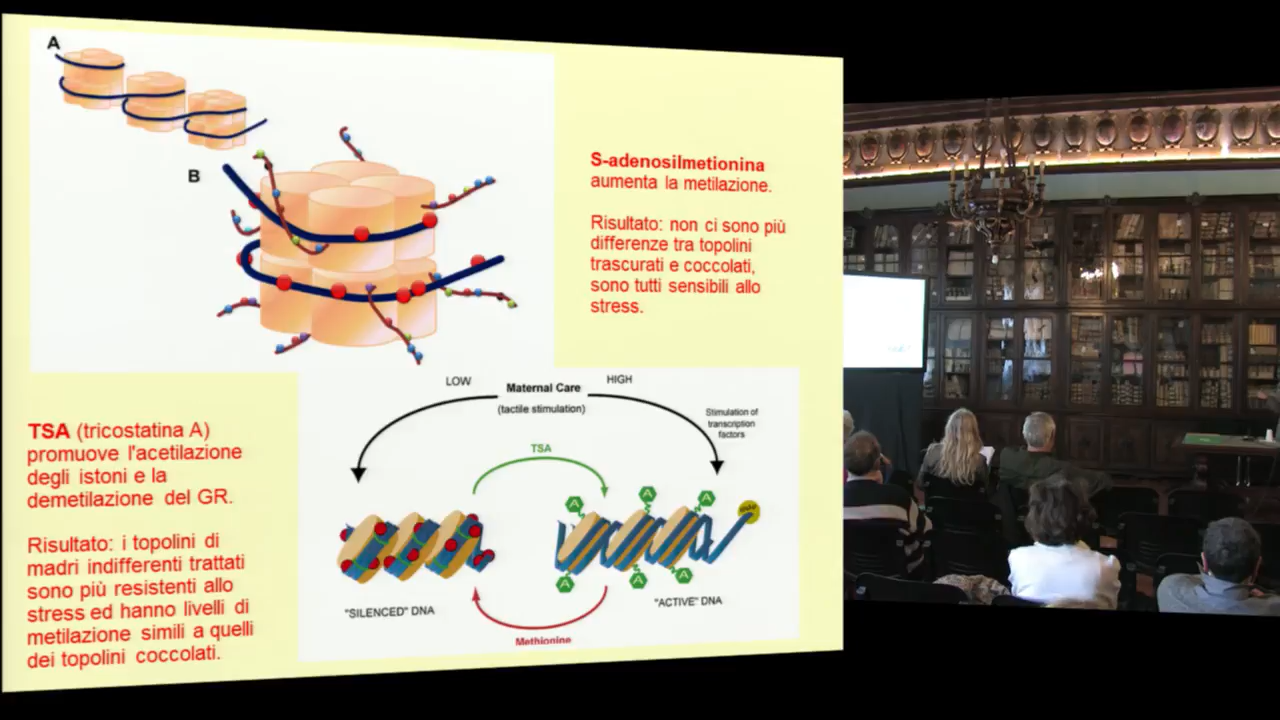 A
B
S-adenosilmetionina
aumenta la metilazione.
Risultato: non ci sono più
differenze tra topolini
trascurati e coccolati,
sono tutti sensibili allo
stress.
TSA (tricostatina A)
promuove l'acetilazione
degli istoni e la
demetilazione del GR.
Risultato: i topolini di
madri indifferenti trattati
sono più resistenti allo
stress ed hanno livelli di
metilazione simili a quelli
dei topolini coccolati.
LOW
Maternal Care
HIGH
(tactile stimulation)
Stimulation of
transcription
factors
TSA
A
A
A
A
A
A
"SILENCED" DNA
"ACTIVE" DNA
Methionine